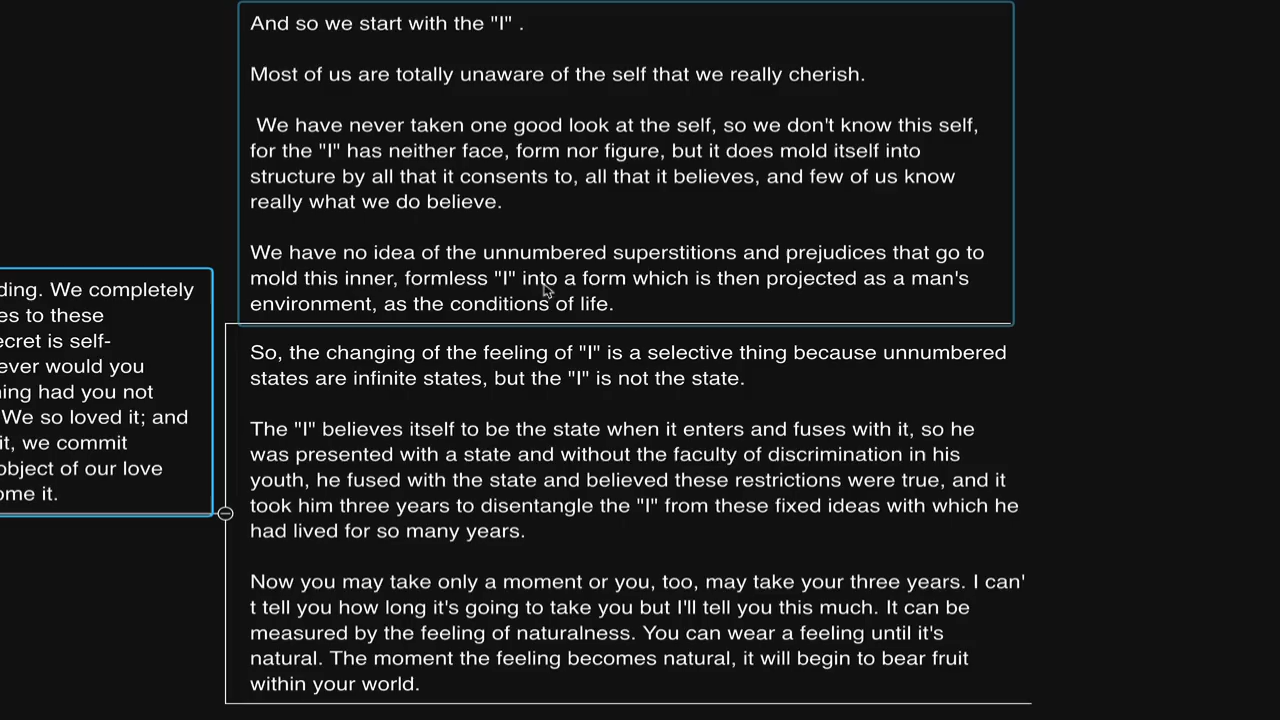 And so we start with the "I" .
Most of us are totally unaware of the self that we really cherish.
We have never taken one good look at the self, so we don't know this self,
for the "I" has neither face, form nor figure, but it does mold itself into
structure by all that it consents to, all that it believes, and few of us know
really what we do believe.
We have no idea of the unnumbered superstitions and prejudices that go to
mold this inner, formless "I" into a form which is then projected as a man's
environment, as the conditions of life.
ding. We completely
es to these
ecret is self-
ever would you
ing had you not
We so loved it; and
it, we commit
object of our love
ome it.
So, the changing of the feeling of "I" is a selective thing because unnumbered
states are infinite states, but the "I" is not the state.
The "I" believes itself to be the state when it enters and fuses with it, so he
was presented with a state and without the faculty of discrimination in his
youth, he fused with the state and believed these restrictions were true, and it
took him three years to disentangle the "I" from these fixed ideas with which he
had lived for so many years.
Now you may take only a moment or you, too, may take your three years. I can'
t tell you how long it's going to take you but I'll tell you this much. It can be
measured by the feeling of naturalness. You can wear a feeling until it's
natural. The moment the feeling becomes natural, it will begin to bear fruit
within your world.